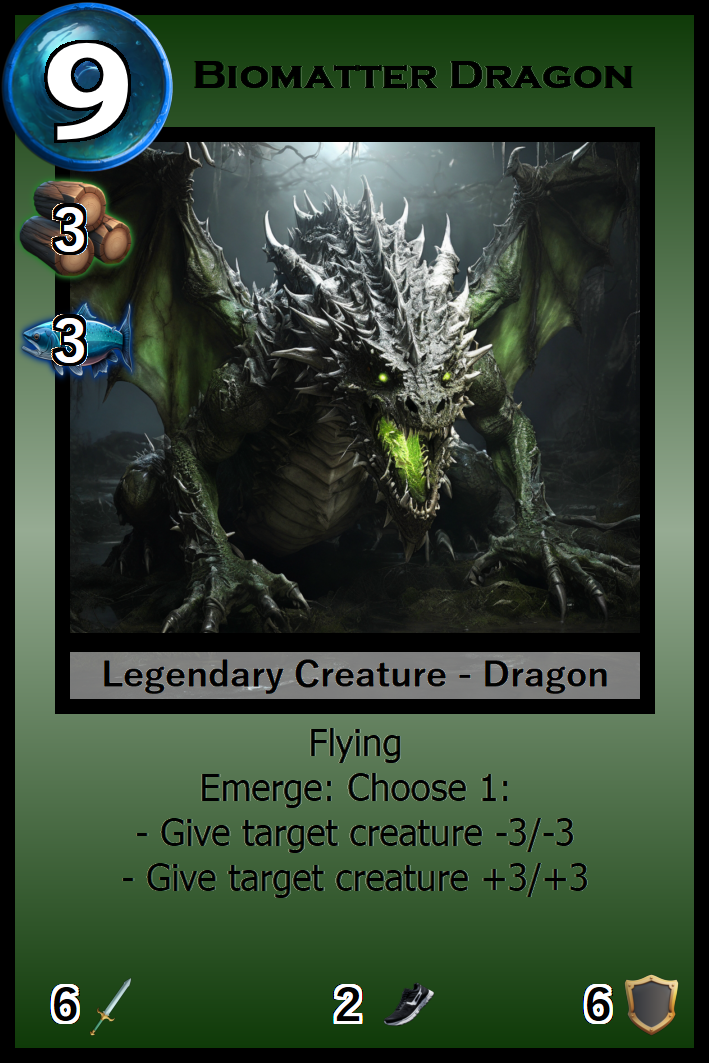 9
Biomatter Dragon
3
3
Legendary Creature - Dragon
Flying
Emerge: Choose 1:
- Give target creature -3/-3
- Give target creature +3/+3
6 2 6